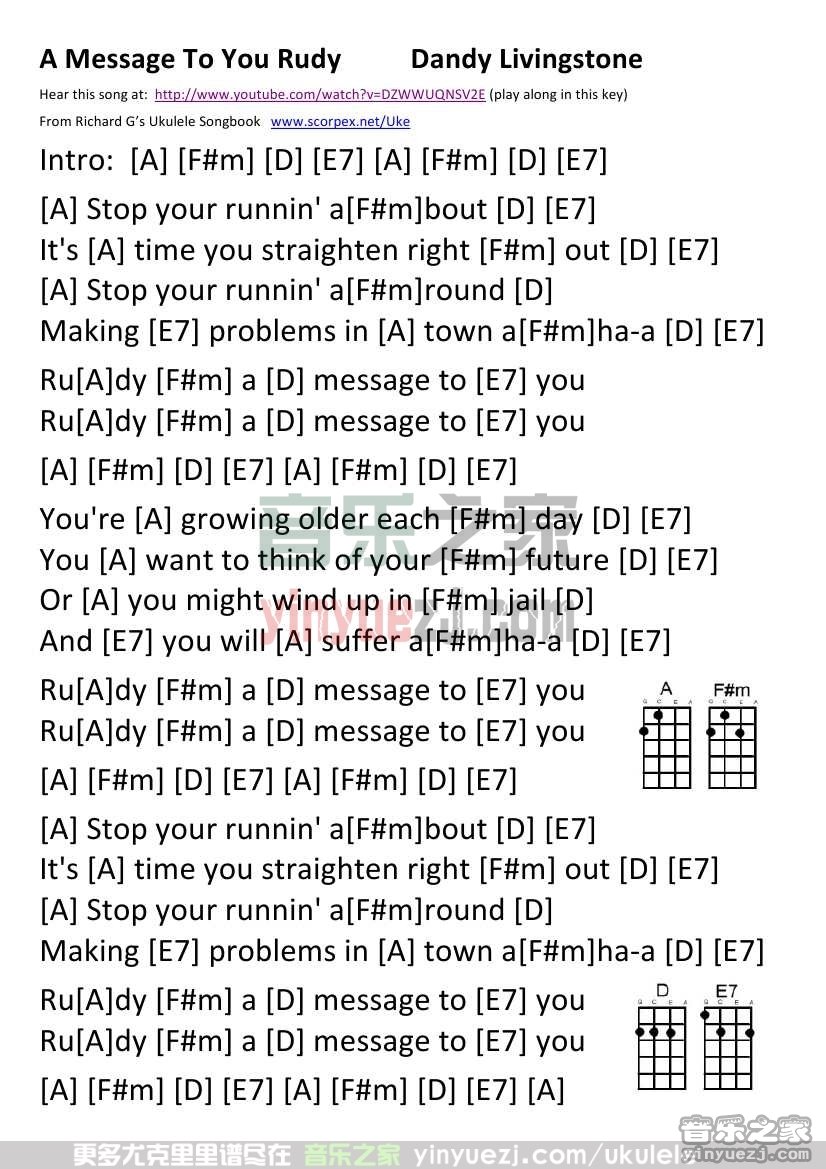 A Message To You Rudy Dandy Livingstone
Hear this song at: http://www.youtube.com/watch?v=DZWWUQNSV2E (play along in this key)
From Richard G's Ukulele Songbook www.scorpex.net/Uke
Intro: [A] [F#m] [D] [E7] [A] [F#m] [D] [E7]
[A] Stop your runnin' a[F#m]bout [D] [E7]
It's [A] time you straighten right [F#m] out [D] [E7]
[A] Stop your runnin' a[F#m]round [D]
Making [E7] problems in [A] town a[F#m]ha-a [D] [E7]
Ru[A]dy [F#m] a [D] message to [E7] you
Ru[A]dy [F#m] a [D] message to [E7] you
[A] [F#m] [D] [E7] [A] [F#m] [D] [E7]
音乐之家
You're [A] growing older each [F#m] day [D] [E7]
You [A] want to think of your [F#m] future [D] [E7]
Or [A] you might wind up in [F#m] jail [D]
yinyuezj.com
And [E7] you will [A] suffer a[F#m]ha-a [D] [E7]
Ru[A]dy [F#m] a [D] message to [E7] you
A F#m
G C E A G C E A
Ru[A]dy [F#m] a [D] message to [E7] you
[A] [F#m] [D] [E7] [A] [F#m] [D] [E7]
[A] Stop your runnin' a[F#m]bout [D] [E7]
It's [A] time you straighten right [F#m] out [D] [E7]
[A] Stop your runnin' a[F#m]round [D]
Making [E7] problems in [A] town a[F#m]ha-a [D] [E7]
Ru[A]dy [F#m] a [D] message to [E7] you
D E7
G C E A G C E A
Ru[A]dy [F#m] a [D] message to [E7] you
[A] [F#m] [D] [E7] [A] [F#m] [D] [E7] [A]
音乐之家
yinyuezj.com
更多尤克里里谱尽在 音乐之家 yinyuezj.com/ukulele